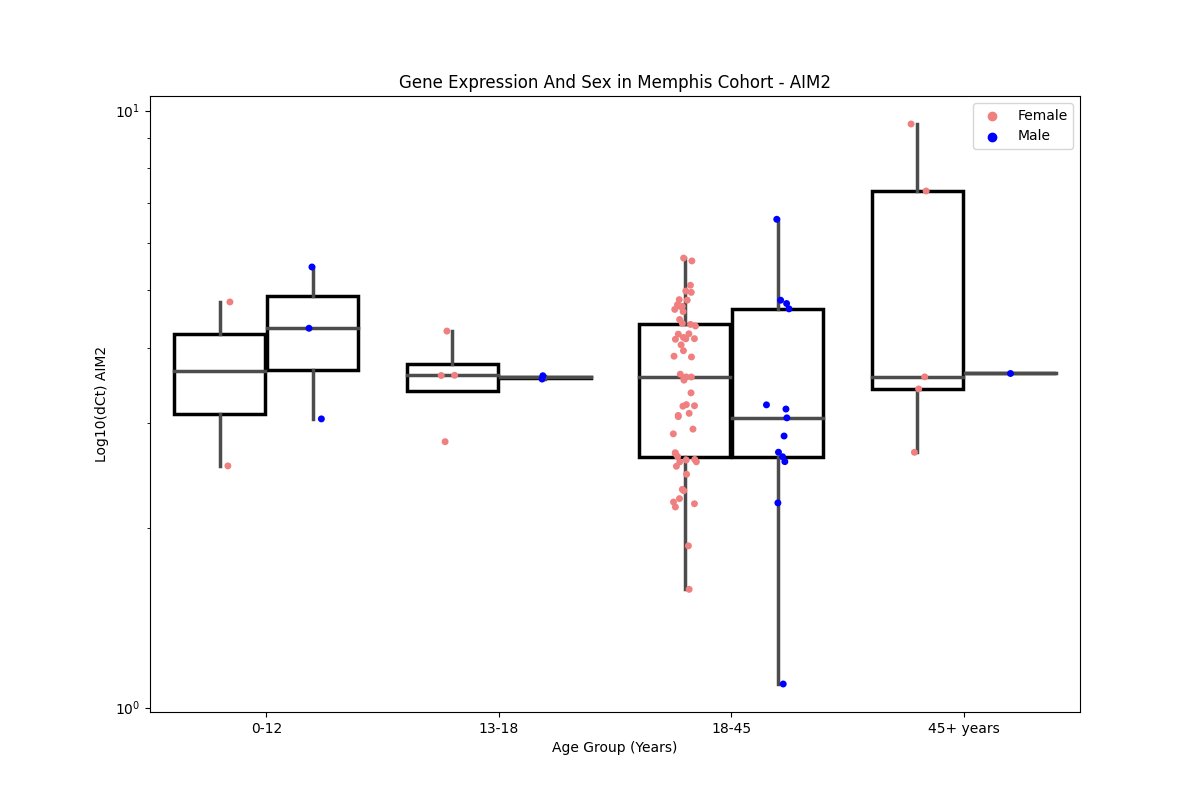 Gene Expression And Sex in Memphis Cohort - AIM2
10¹
Female
Male
Log10(dCt) AIM2
10⁰
0-12
13-18
18-45
45+ years
Age Group (Years)